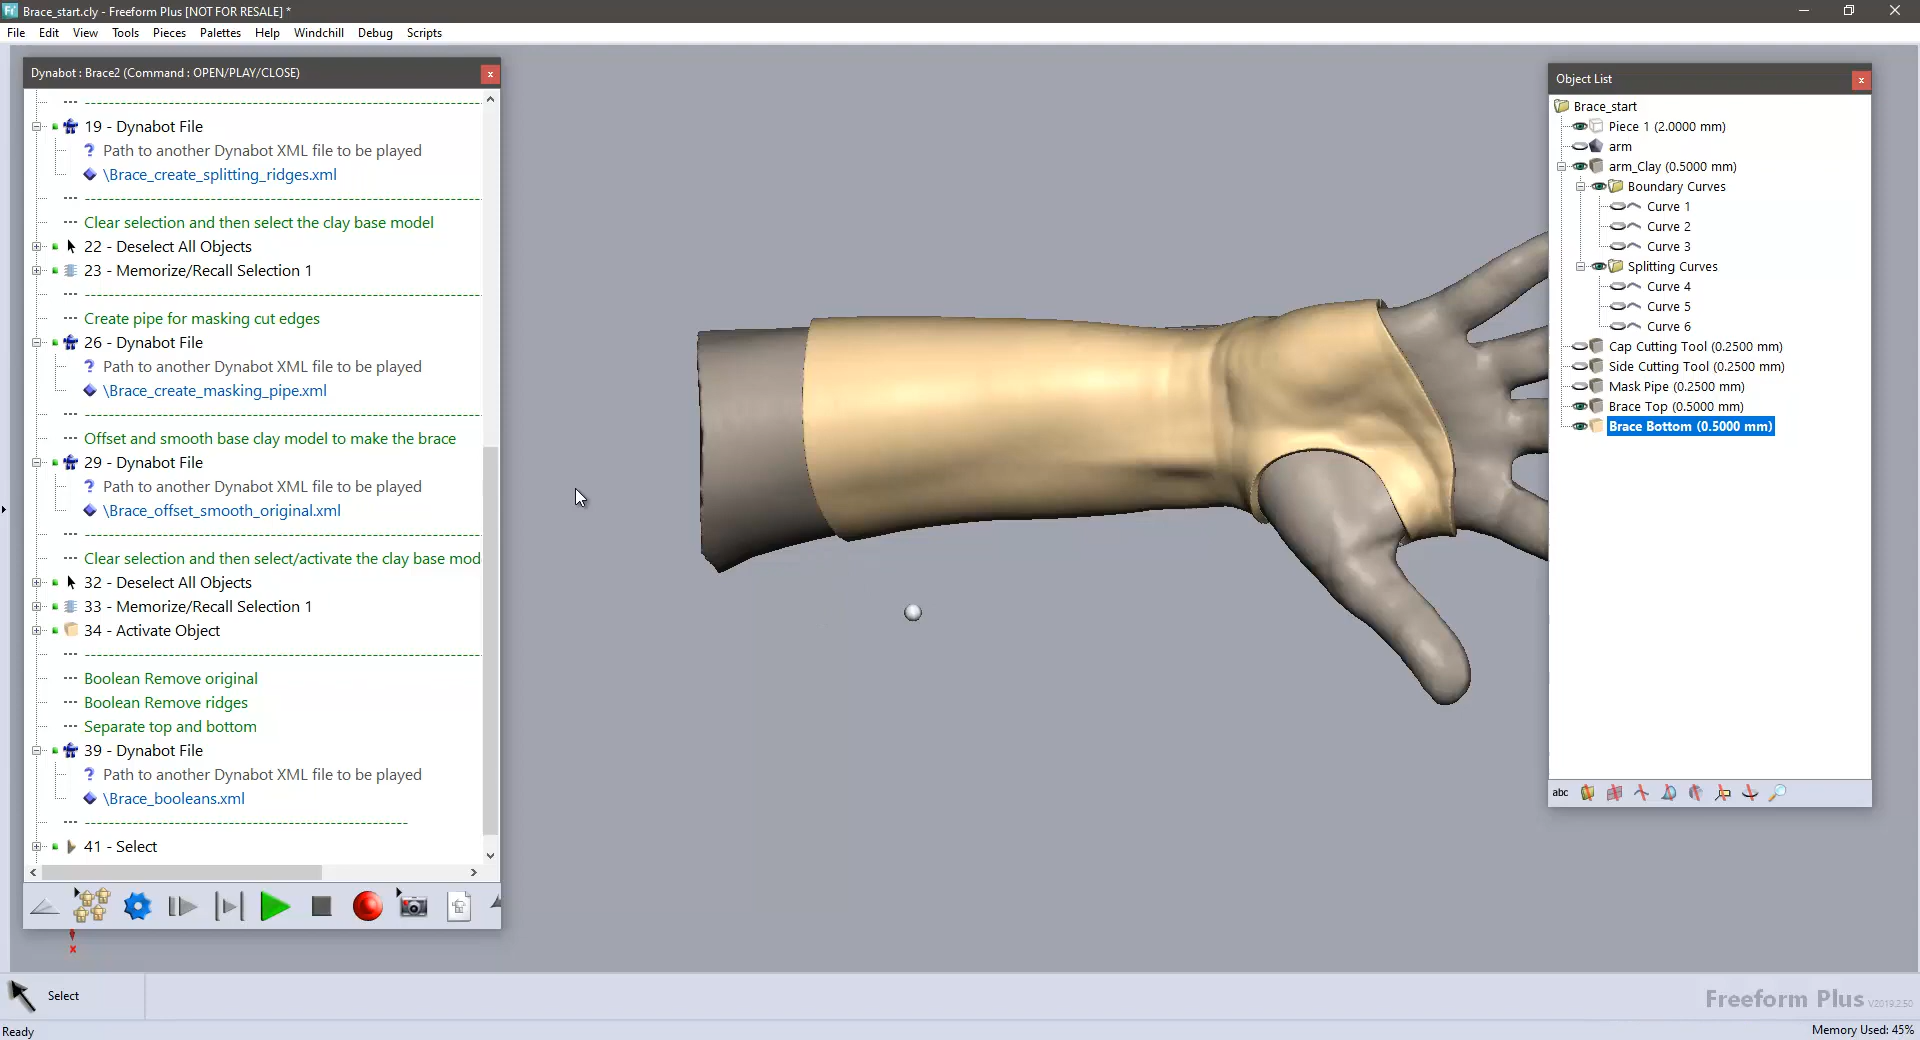 Brace_start.cly - Freeform Plus [NOT FOR RESALE] *
File Edit View Tools Pieces Palettes Help Windchill Debug Scripts
Dynabot : Brace2 (Command : OPEN/PLAY/CLOSE)
19 - Dynabot File
Path to another Dynabot XML file to be played
\Brace_create_splitting_ridges.xml
Clear selection and then select the clay base model
22 - Deselect All Objects
23 - Memorize/Recall Selection 1
Create pipe for masking cut edges
26 - Dynabot File
Path to another Dynabot XML file to be played
\Brace_create_masking_pipe.xml
Offset and smooth base clay model to make the brace
29 - Dynabot File
Path to another Dynabot XML file to be played
\Brace_offset_smooth_original.xml
Clear selection and then select/activate the clay base mod
32 - Deselect All Objects
33 - Memorize/Recall Selection 1
34 - Activate Object
Boolean Remove original
Boolean Remove ridges
Separate top and bottom
39 - Dynabot File
Path to another Dynabot XML file to be played
\Brace_booleans.xml
41 - Select
x
Object List
Brace_start
Piece 1 (2.0000 mm)
arm
arm_Clay (0.5000 mm)
Boundary Curves
Curve 1
Curve 2
Curve 3
Splitting Curves
Curve 4
Curve 5
Curve 6
Cap Cutting Tool (0.2500 mm)
Side Cutting Tool (0.2500 mm)
Mask Pipe (0.2500 mm)
Brace Top (0.5000 mm)
Brace Bottom (0.5000 mm)
abc
Select
Freeform Plus V2019.2.50
Ready
Memory Used: 45%